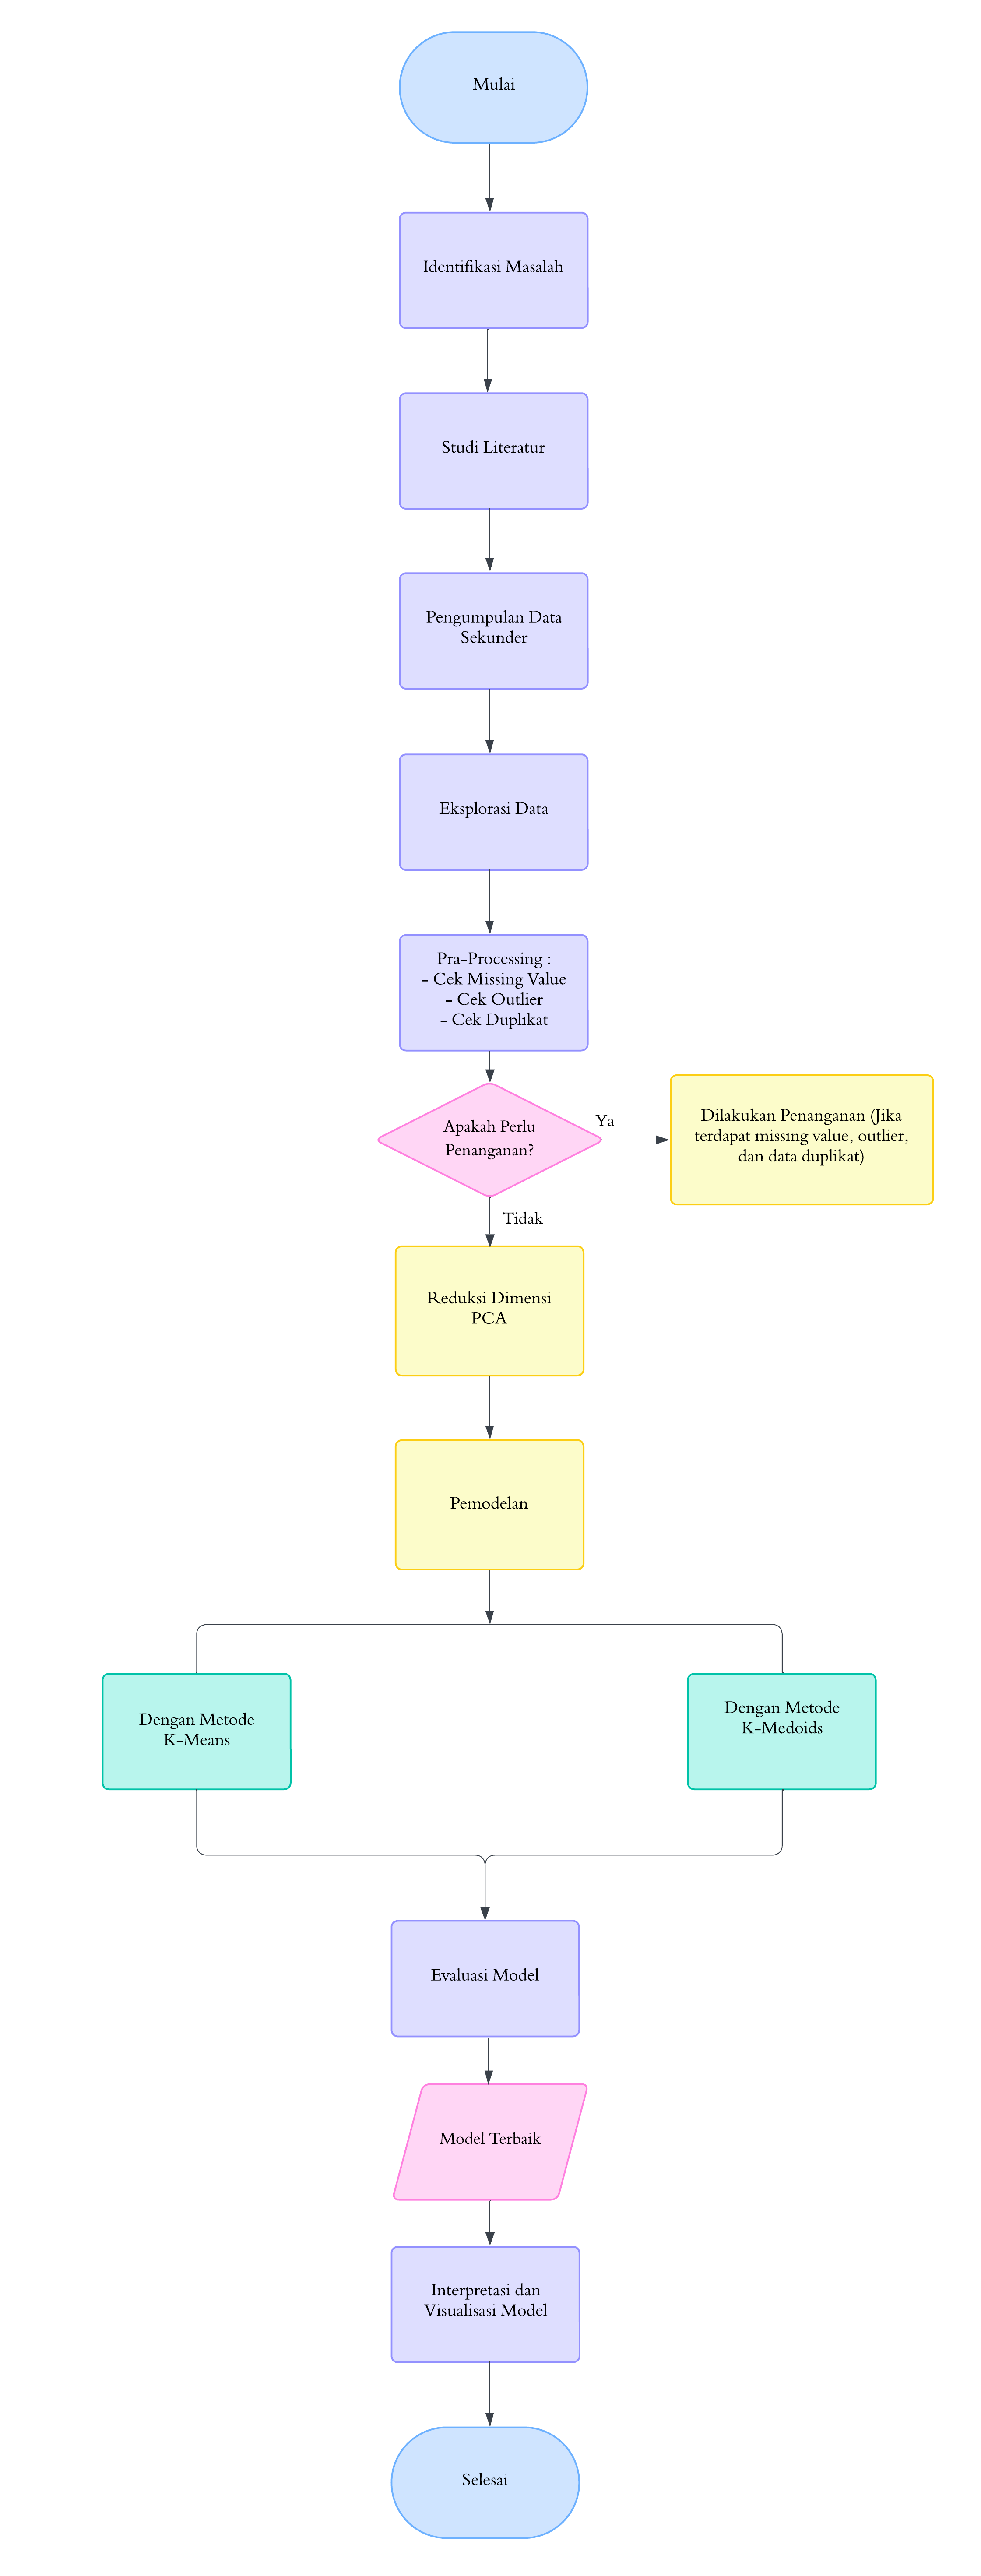 Mulai
Identifikasi Masalah
Studi Literatur
Pengumpulan Data
Sekunder
Eksplorasi Data
Pra-Processing :
- Cek Missing Value
- Cek Outlier
- Cek Duplikat
Apakah Perlu
Penanganan?
Ya
Dilakukan Penanganan (Jika
terdapat missing value, outlier,
dan data duplikat)
Tidak
Reduksi Dimensi
PCA
Pemodelan
Dengan Metode
K-Means
Dengan Metode
K-Medoids
Evaluasi Model
Model Terbaik
Interpretasi dan
Visualisasi Model
Selesai